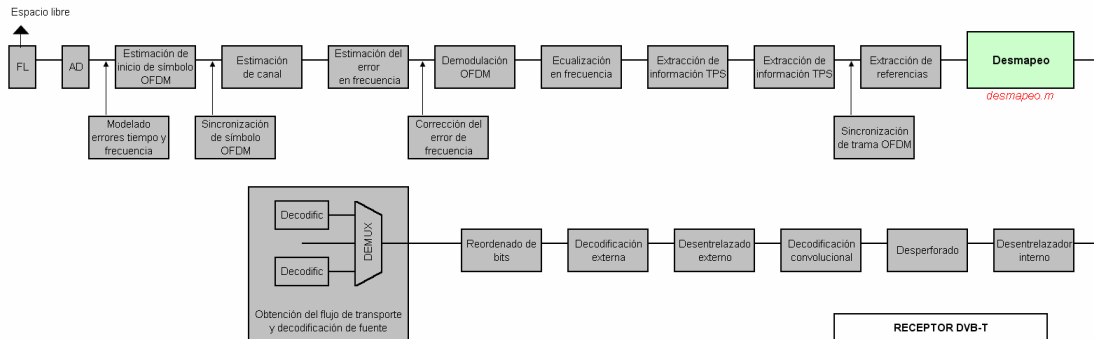 Espacio libre
FL
AD
Estimación de
inicio de símbolo
OFDM
Estimación
de canal
Estimación del
error
en frecuencia
Demodulación
OFDM
Ecualización
en frecuencia
Extracción de
información TPS
Extracción de
información TPS
Extracción de
referencias
Desmapeo
desmapeo.m
Modelado
errores tiempo y
frecuencia
Sincronización
de símbolo
OFDM
Corrección del
error de
frecuencia
Sincronización
de trama OFDM
Decodific
Decodific
DEMUX
Obtención del flujo de transporte
y decodificación de fuente
Reordenado de
bits
Decodificación
externa
Desentrelazado
externo
Decodificación
convolucional
Desperforado
Desentrelazador
interno
RECEPTOR DVB-T